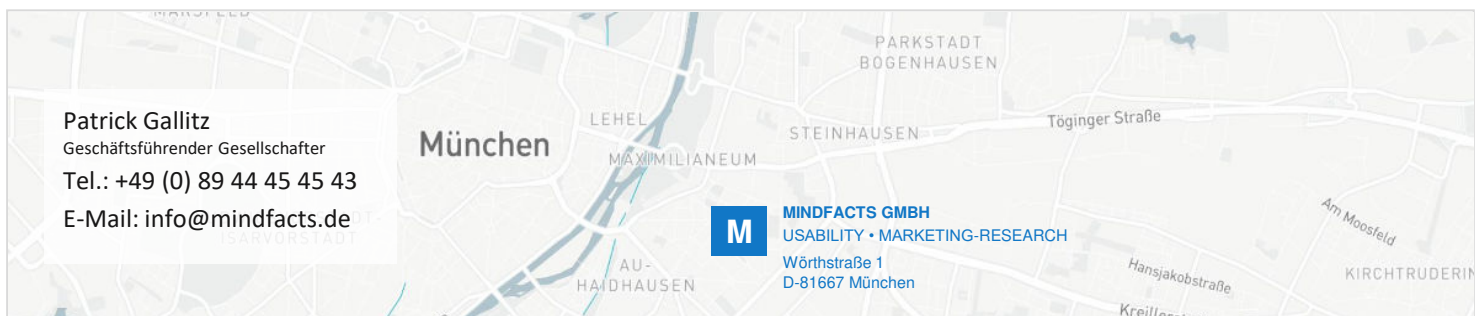 MARSFELD
PARKSTADT
BOGENHAUSEN
Patrick Gallitz
Geschäftsführender Gesellschafter
Tel.: +49 (0) 89 44 45 45 43
E-Mail: info@mindfacts.de
München
LEHEL
MAXIMILIANEUM
STEINHAUSEN
Töginger Straße
ISARVORSTADT
M
MINDFACTS GMBH
USABILITY • MARKETING-RESEARCH
Wörthstraße 1
D-81667 München
AU-
HAIDHAUSEN
Am Moosfeld
Hansjakobstraße
KIRCHTRUDERIN